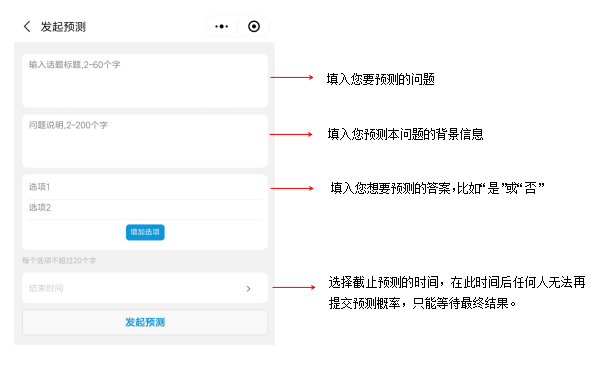 发起预测
输入话题标题,2-60个字
填入您要预测的问题
问题说明,2-200个字
填入您预测本问题的背景信息
选项1
填入您想要预测的答案，比如“是”或“否”
选项2
增加选项
每个选项不超过20个字
结束时间
选择截止预测的时间，在此时间后任何人无法再
提交预测概率，只能等待最终结果。
发起预测